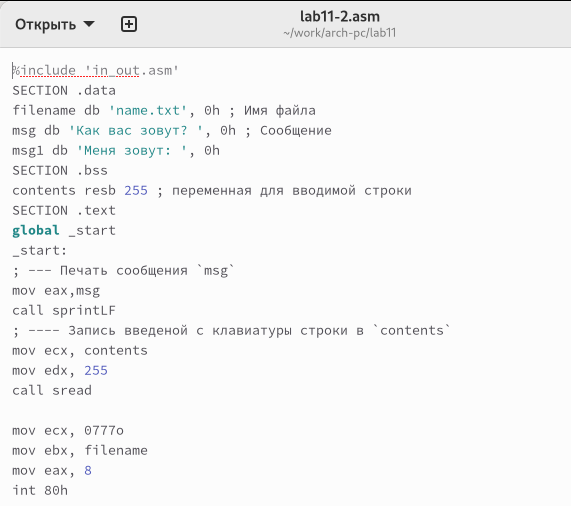 Открыть
lab11-2.asm
~/work/arch-pc/lab11
%include 'in_out.asm'
SECTION .data
filename db 'name.txt', 0h ; Имя файла
msg db 'Как вас зовут? ', 0h ; Сообщение
msg1 db 'Меня зовут: ', 0h
SECTION .bss
contents resb 255 ; переменная для вводимой строки
SECTION .text
global _start
_start:
; --- Печать сообщения `msg`
mov eax,msg
call sprintLF
; ---- Запись введеной с клавиатуры строки в `contents`
mov ecx, contents
mov edx, 255
call sread
mov ecx, 0777o
mov ebx, filename
mov eax, 8
int 80h